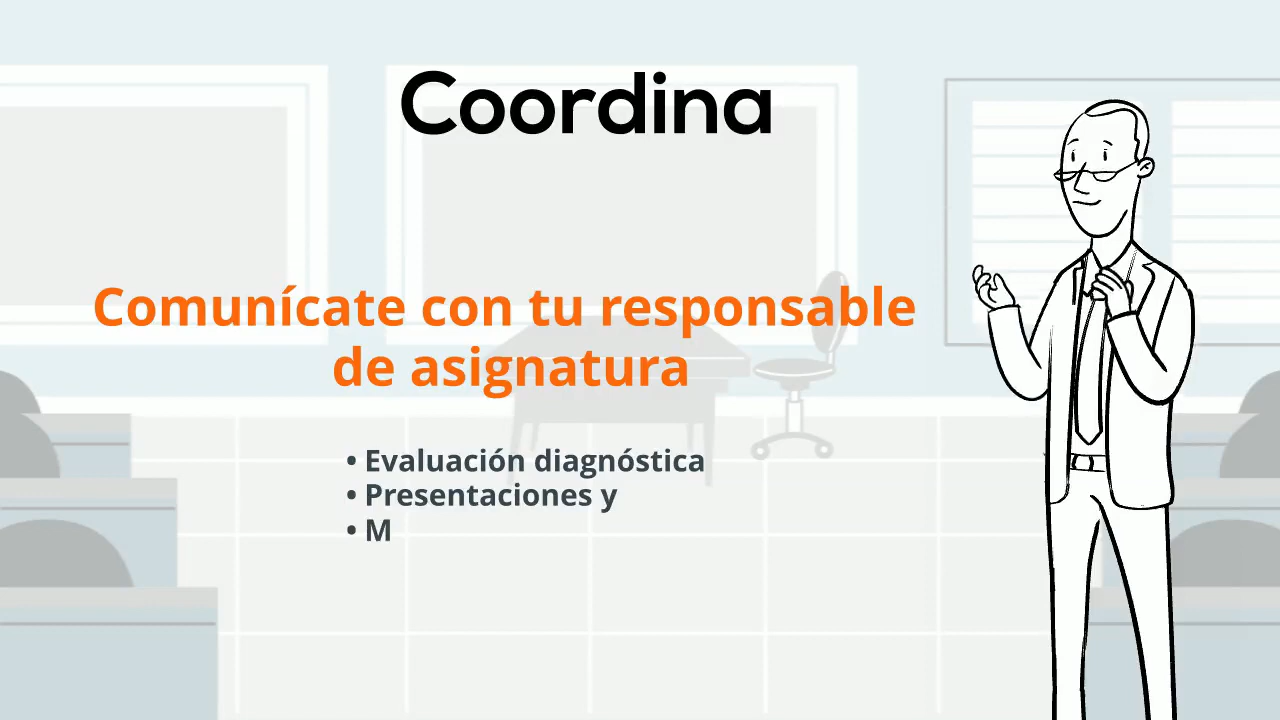 Coordina
Comunícate con tu responsable
de asignatura
• Evaluación diagnóstica
• Presentaciones y
• M